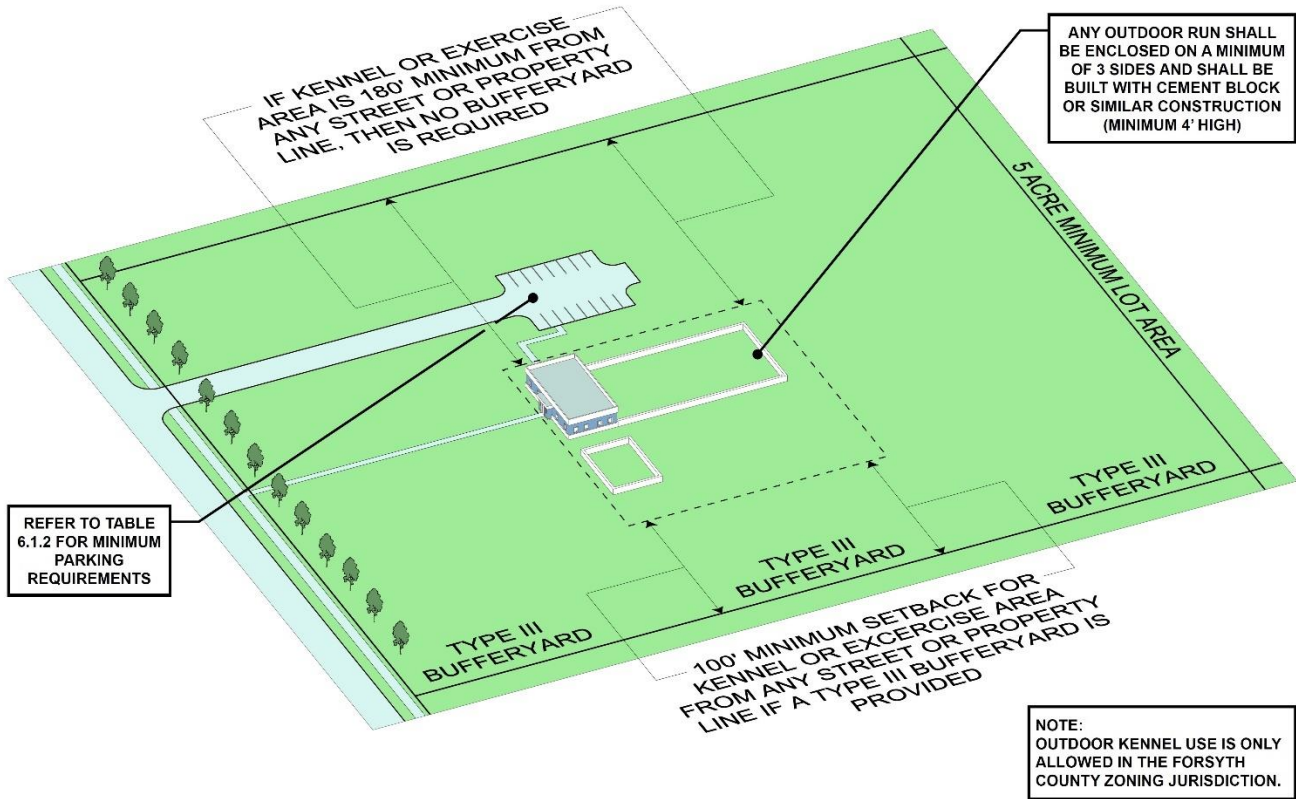 IF KENNEL OR EXERCISE
AREA IS 180' MINIMUM FROM
ANY STREET OR PROPERTY
LINE, THEN NO BUFFERYARD
IS REQUIRED
ANY OUTDOOR RUN SHALL
BE ENCLOSED ON A MINIMUM
OF 3 SIDES AND SHALL BE
BUILT WITH CEMENT BLOCK
OR SIMILAR CONSTRUCTION
(MINIMUM 4' HIGH)
5 ACRE MINIMUM LOT AREA
REFER TO TABLE
6.1.2 FOR MINIMUM
PARKING
REQUIREMENTS
TYPE III
BUFFERYARD
TYPE III
BUFFERYARD
TYPE III
BUFFERYARD
100' MINIMUM SETBACK FOR
KENNEL OR EXCERCISE AREA
FROM ANY STREET OR PROPERTY
LINE IF A TYPE III BUFFERYARD IS
PROVIDED
NOTE:
OUTDOOR KENNEL USE IS ONLY
ALLOWED IN THE FORSYTH
COUNTY ZONING JURISDICTION.